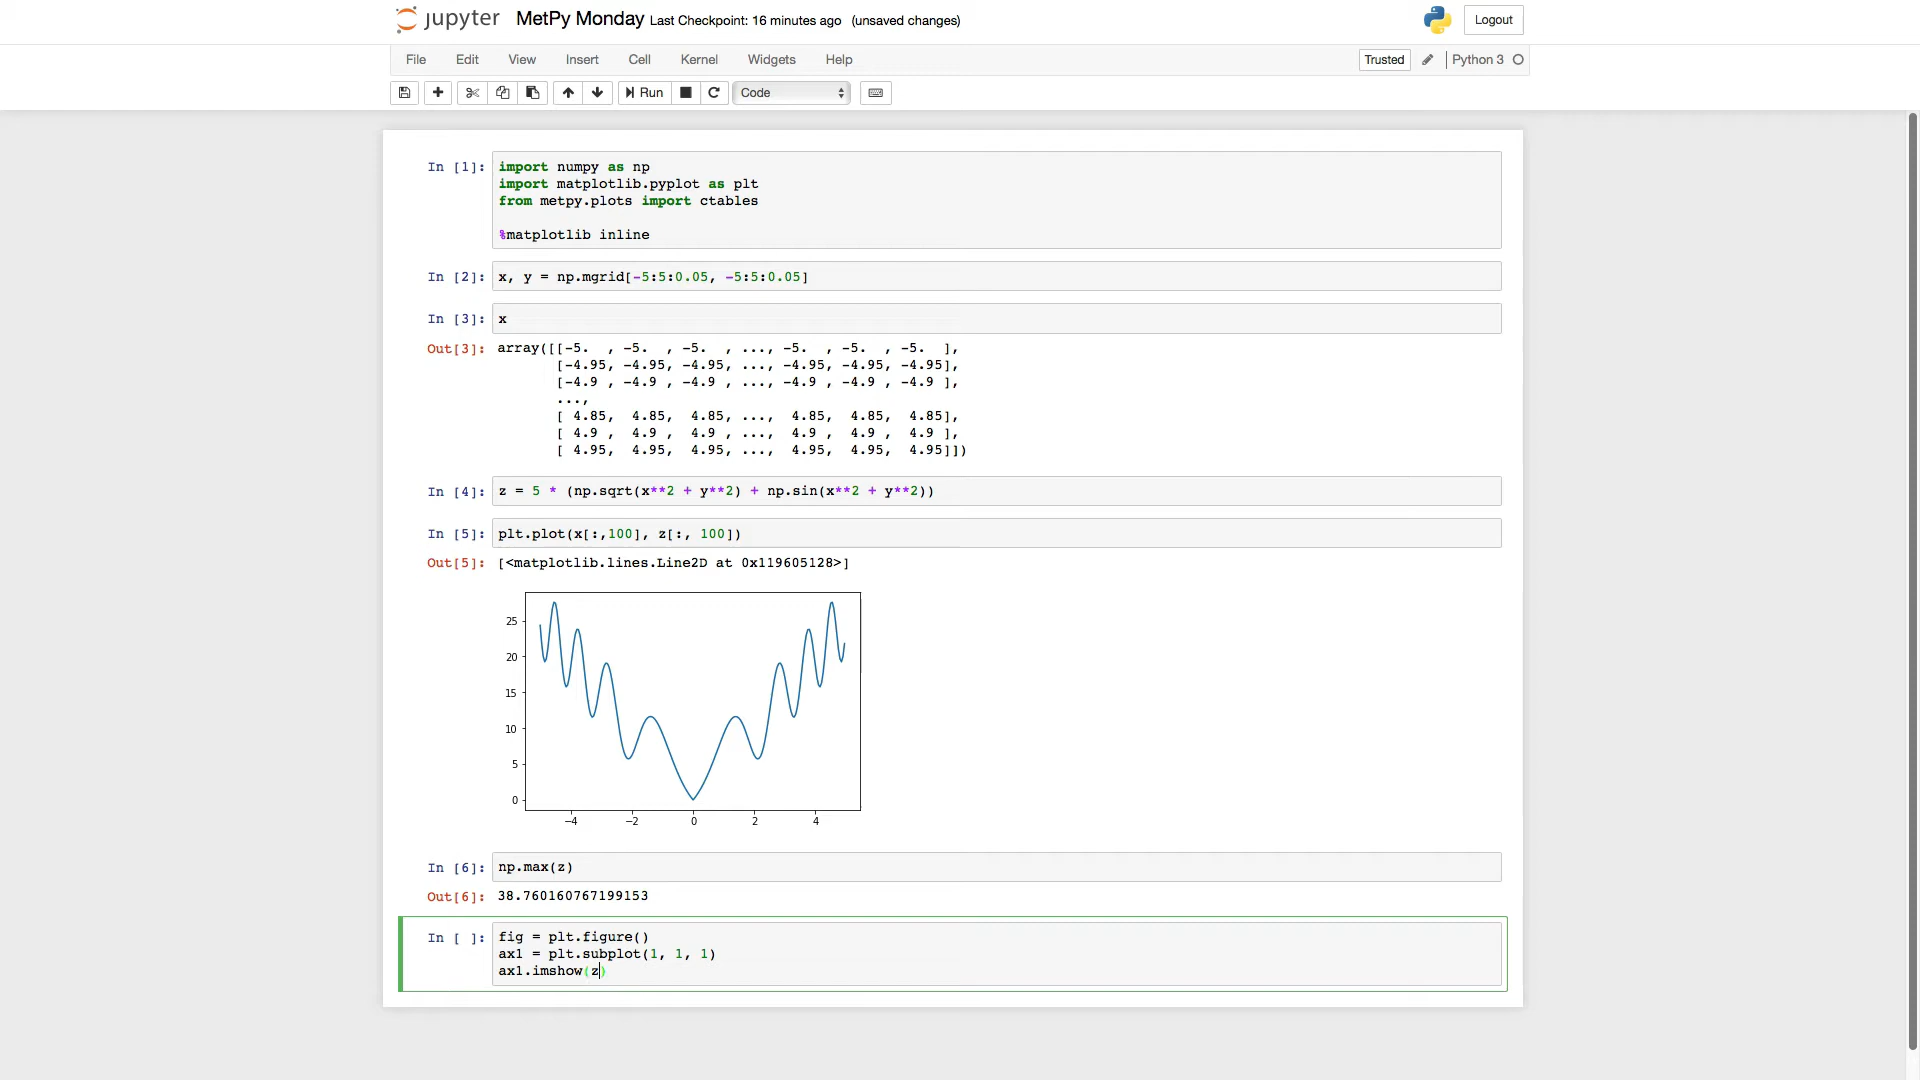 jupyter MetPy Monday Last Checkpoint: 16 minutes ago (unsaved changes) Logout
File Edit View Insert Cell Kernel Widgets Help Trusted Python 3
Run Code
In [1]: import numpy as np
import matplotlib.pyplot as plt
from metpy.plots import ctables
%matplotlib inline
In [2]: x, y = np.mgrid[-5:5:0.05, -5:5:0.05]
In [3]: x
Out[3]: array([[-5.  , -5.  , -5.  , ..., -5.  , -5.  , -5.  ],
[-4.95, -4.95, -4.95, ..., -4.95, -4.95, -4.95],
[-4.9 , -4.9 , -4.9 , ..., -4.9 , -4.9 , -4.9 ],
...,
[ 4.85,  4.85,  4.85, ...,  4.85,  4.85,  4.85],
[ 4.9 ,  4.9 ,  4.9 , ...,  4.9 ,  4.9 ,  4.9 ],
[ 4.95,  4.95,  4.95, ...,  4.95,  4.95,  4.95]])
In [4]: z = 5 * (np.sqrt(x**2 + y**2) + np.sin(x**2 + y**2))
In [5]: plt.plot(x[:,100], z[:, 100])
Out[5]: [<matplotlib.lines.Line2D at 0x119605128>]
25
20
15
10
5
0
−4 −2 0 2 4
In [6]: np.max(z)
Out[6]: 38.760160767199153
In [ ]: fig = plt.figure()
ax1 = plt.subplot(1, 1, 1)
ax1.imshow(z)